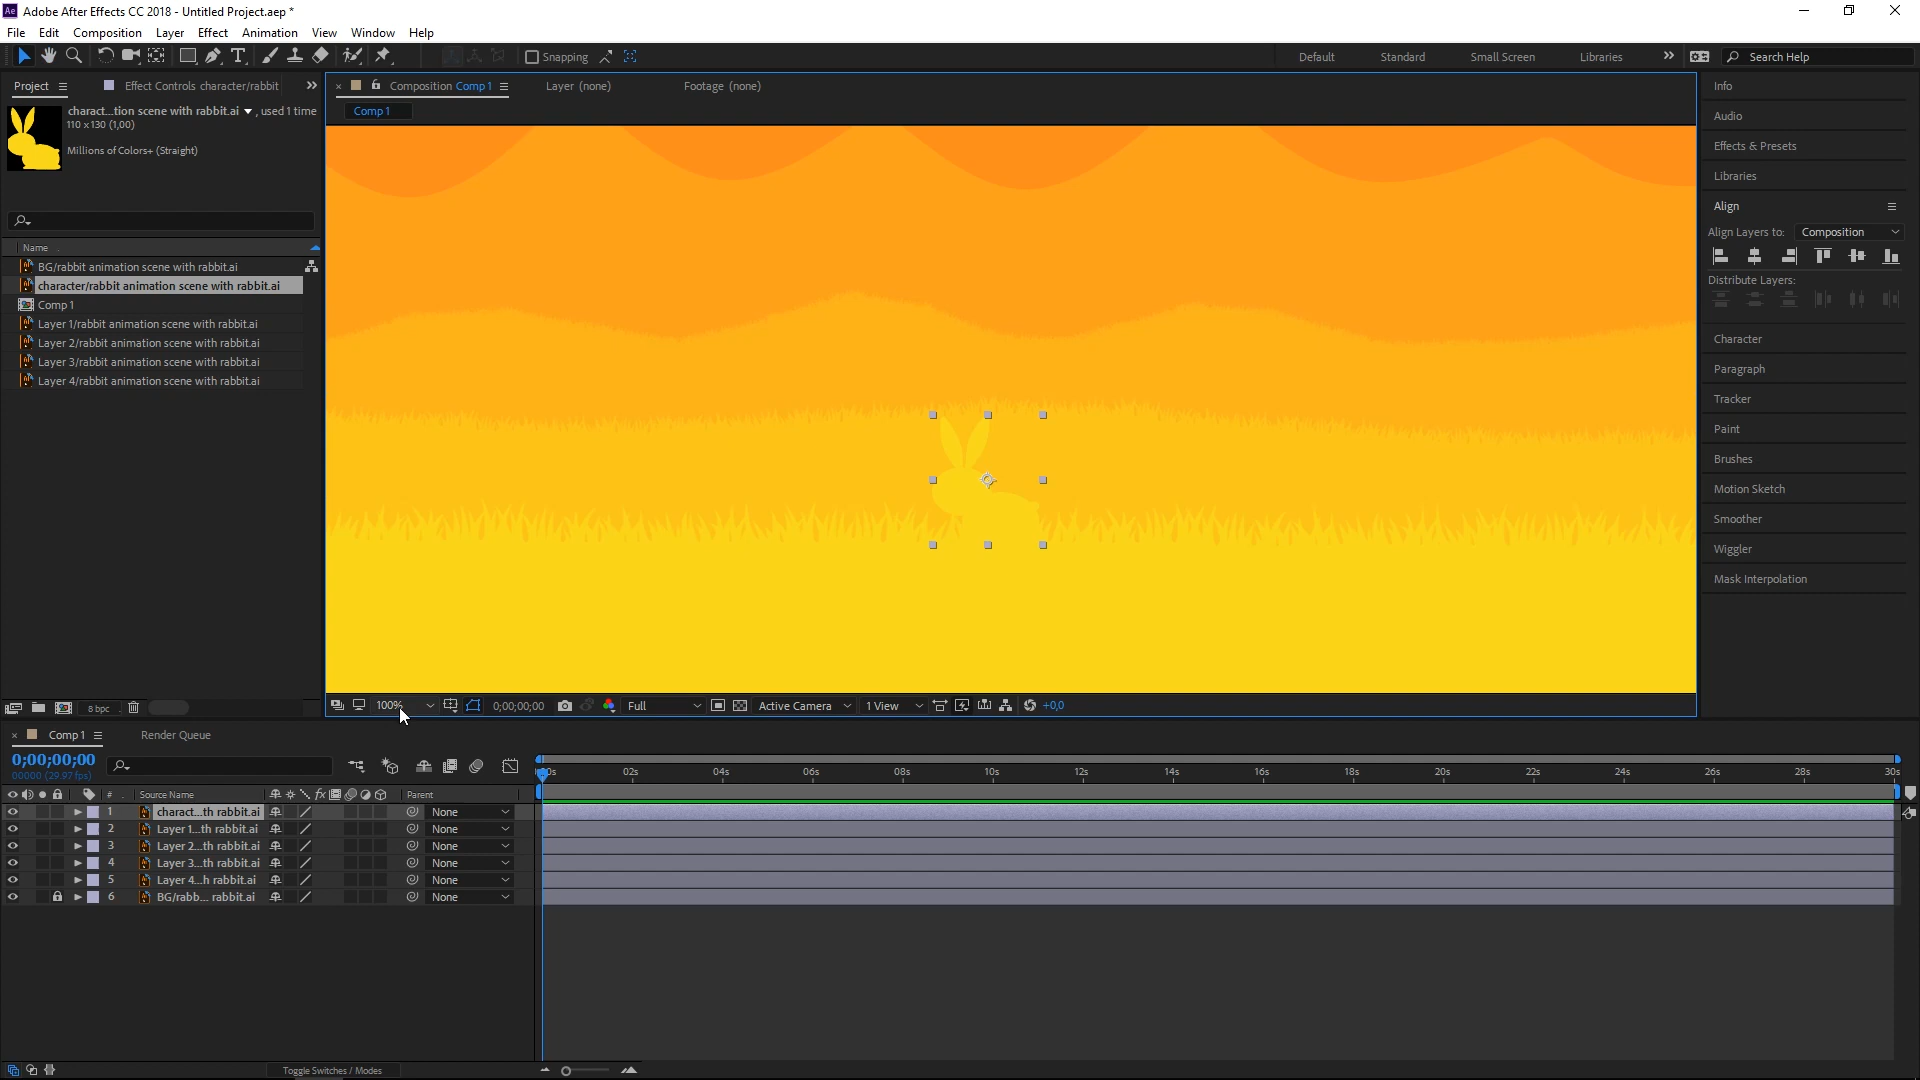 Ae Adobe After Effects CC 2018 - Untitled Project.aep *
File Edit Composition Layer Effect Animation View Window Help
Snapping
Default Standard Small Screen Libraries Search Help
Project Effect Controls character/rabbit
charact...tion scene with rabbit.ai , used 1 time
110 x 130 (1,00)
Millions of Colors+ (Straight)
Name
BG/rabbit animation scene with rabbit.ai
character/rabbit animation scene with rabbit.ai
Comp 1
Layer 1/rabbit animation scene with rabbit.ai
Layer 2/rabbit animation scene with rabbit.ai
Layer 3/rabbit animation scene with rabbit.ai
Layer 4/rabbit animation scene with rabbit.ai
8 bpc
Composition Comp 1 Layer (none) Footage (none)
Comp 1
100% 0;00;00;00 Full Active Camera 1 View +0,0
Info
Audio
Effects & Presets
Libraries
Align
Align Layers to: Composition
Distribute Layers:
Character
Paragraph
Tracker
Paint
Brushes
Motion Sketch
Smoother
Wiggler
Mask Interpolation
Comp 1 Render Queue
0;00;00;00
00000 (29.97 fps)
02s 04s 06s 08s 10s 12s 14s 16s 18s 20s 22s 24s 26s 28s 30s
# Source Name fx Parent
1 charact...th rabbit.ai None
2 Layer 1...th rabbit.ai None
3 Layer 2...th rabbit.ai None
4 Layer 3...th rabbit.ai None
5 Layer 4...h rabbit.ai None
6 BG/rabb... rabbit.ai None
Toggle Switches / Modes